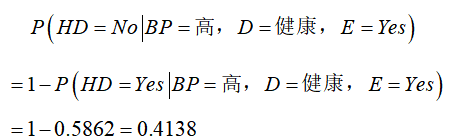 P(HD=No|BP=高，D=健康，E=Yes)
=1−P(HD=Yes|BP=高，D=健康，E=Yes)
=1−0.5862=0.4138